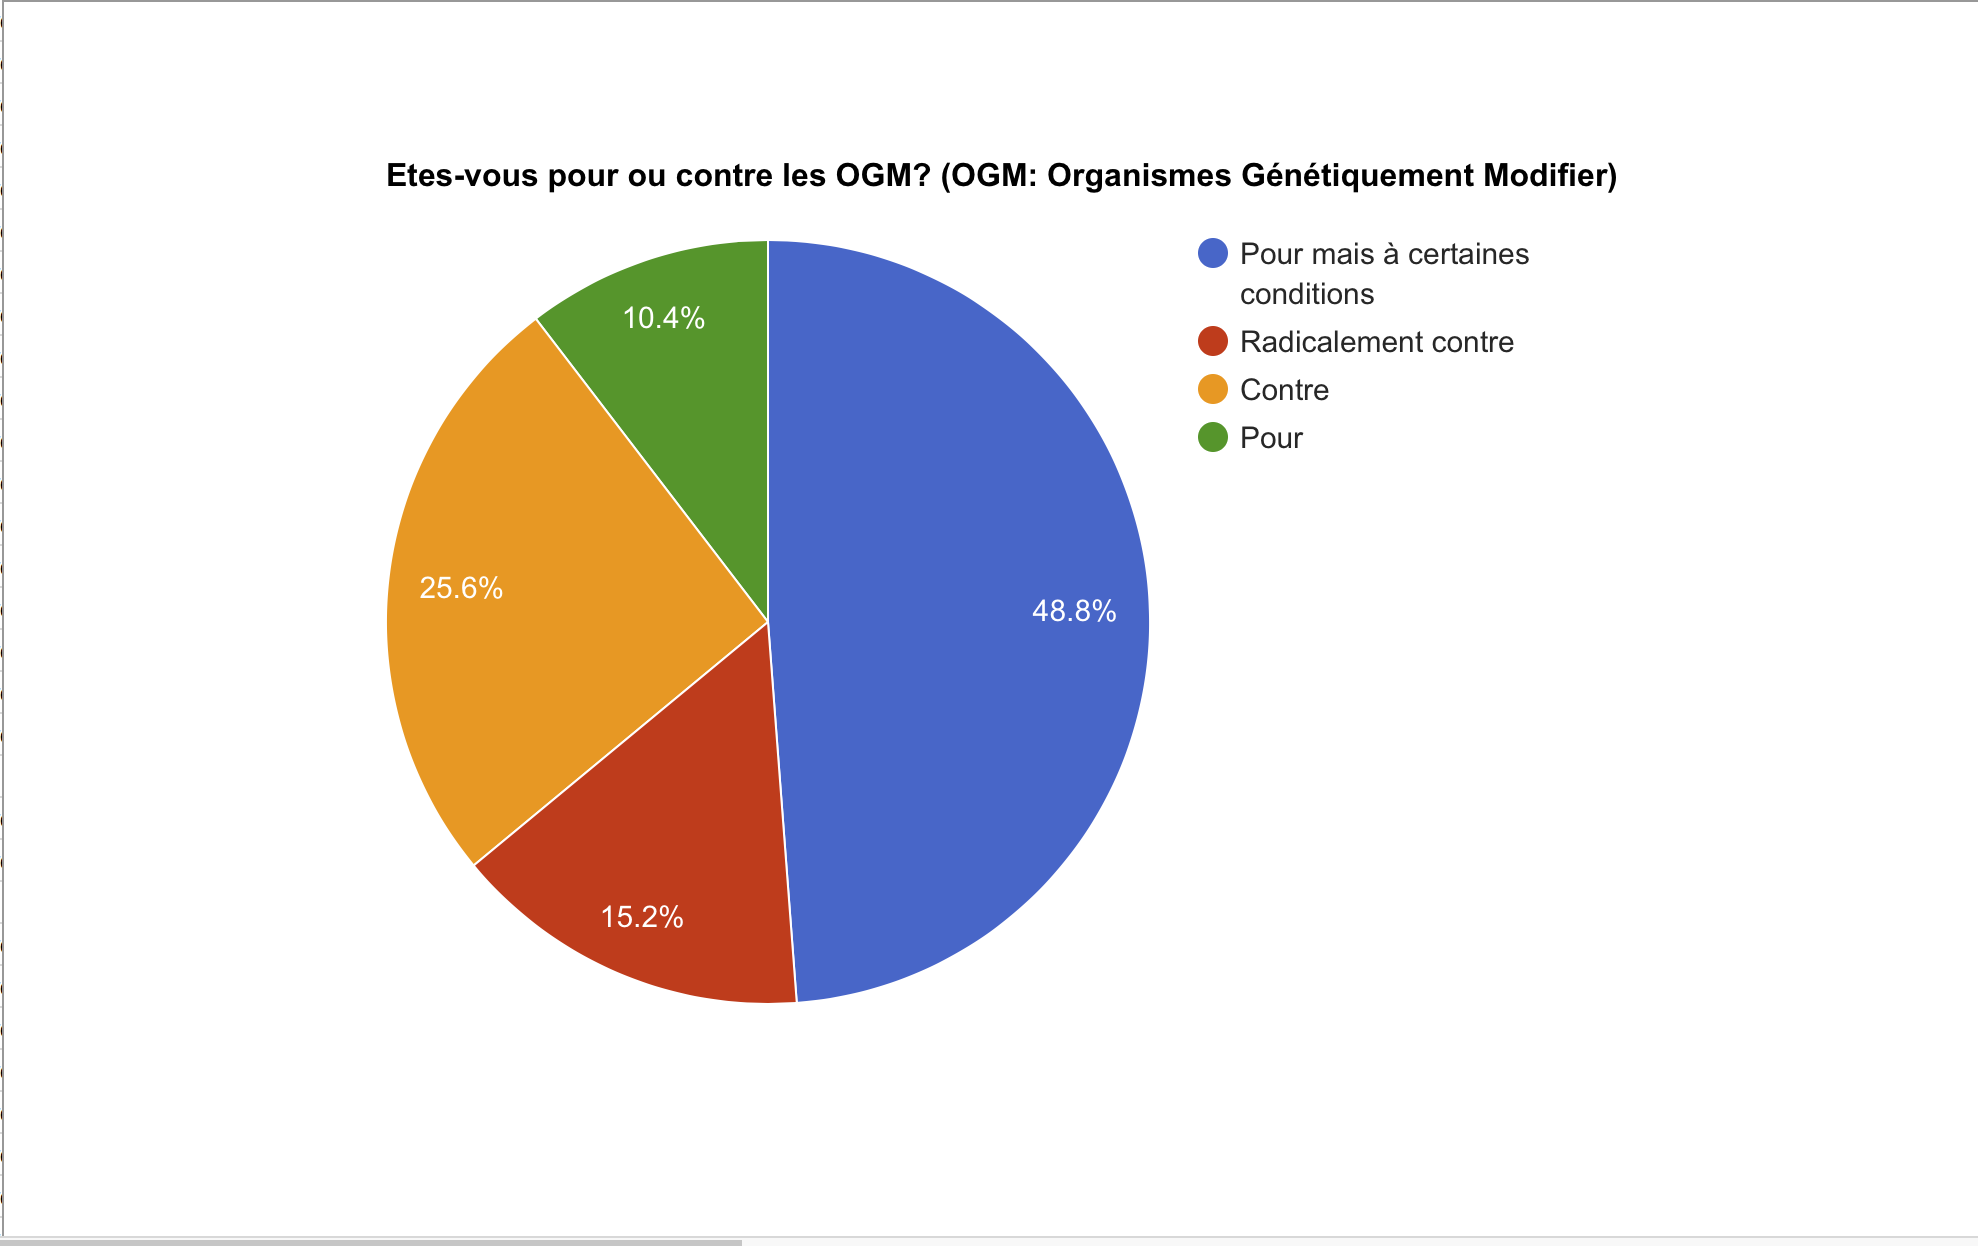 Etes-vous pour ou contre les OGM? (OGM: Organismes Génétiquement Modifier)
Pour mais à certaines
conditions
Radicalement contre
Contre
Pour
10.4%
25.6%
48.8%
15.2%